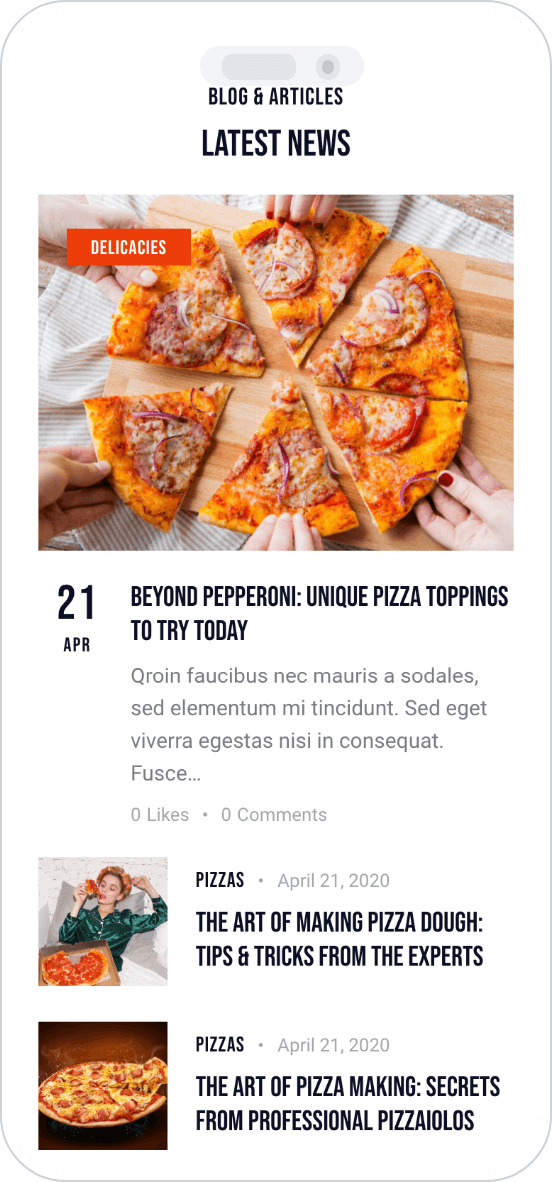 BLOG & ARTICLES
LATEST NEWS
DELICACIES
21
APR
BEYOND PEPPERONI: UNIQUE PIZZA TOPPINGS
TO TRY TODAY
Qroin faucibus nec mauris a sodales,
sed elementum mi tincidunt. Sed eget
viverra egestas nisi in consequat.
Fusce...
0 Likes • 0 Comments
PIZZAS • April 21, 2020
THE ART OF MAKING PIZZA DOUGH:
TIPS & TRICKS FROM THE EXPERTS
PIZZAS • April 21, 2020
THE ART OF PIZZA MAKING: SECRETS
FROM PROFESSIONAL PIZZAIOLOS